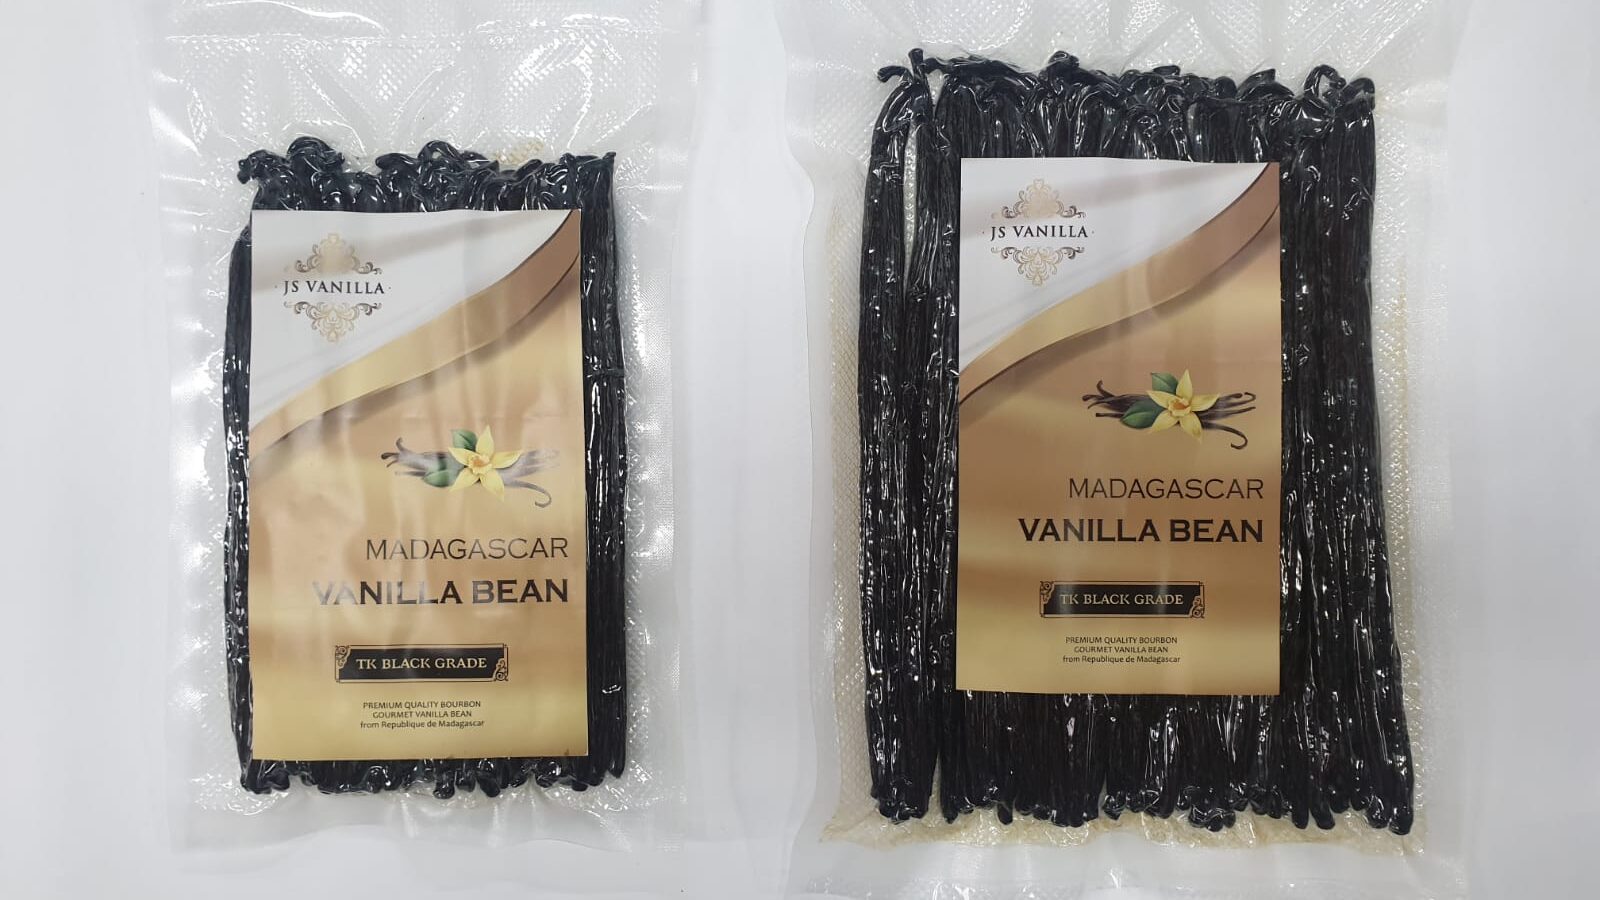 JS VANILLA
MADAGASCAR
VANILLA BEAN
TK BLACK GRADE
PREMIUM QUALITY BOURBON
GOURMET VANILLA BEAN
from Republique de Madagascar
JS VANILLA
MADAGASCAR
VANILLA BEAN
TK BLACK GRADE
PREMIUM QUALITY BOURBON
GOURMET VANILLA BEAN
from Republique de Madagascar